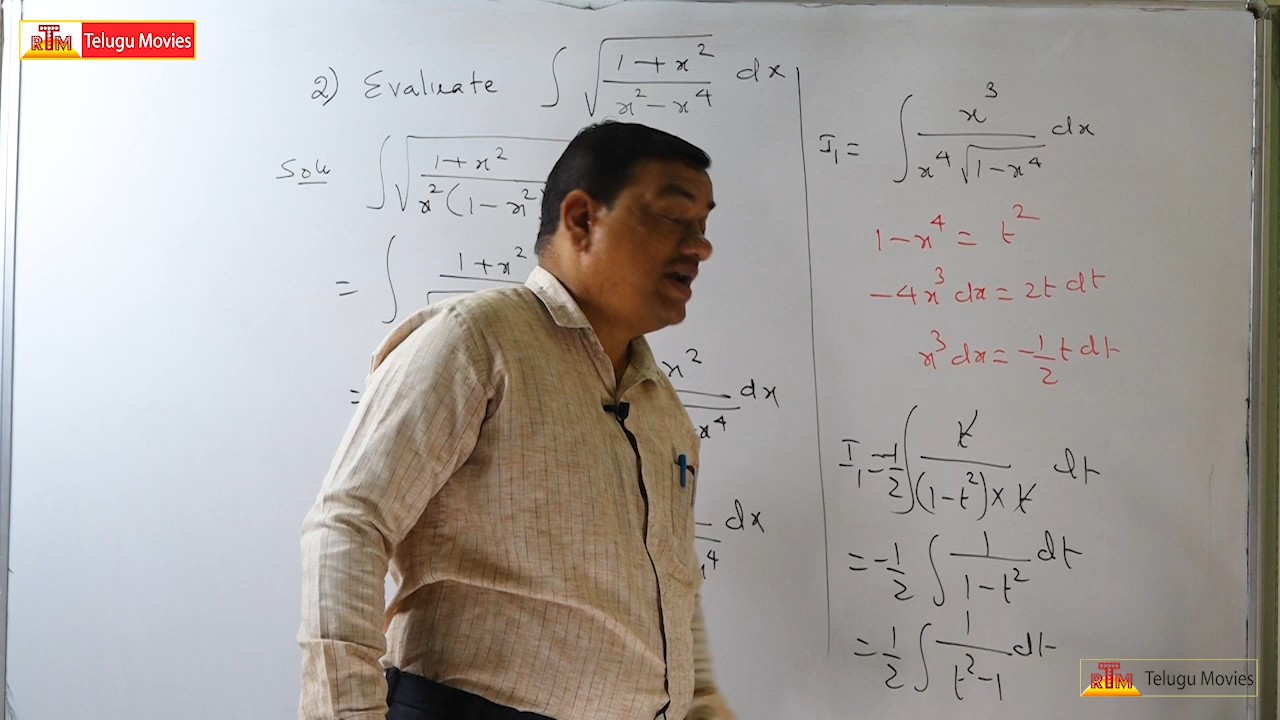 RTM Telugu Movies
2) Evaluate ∫ √((1+x²)/(x²-x⁴)) dx
Soln ∫ √((1+x²)/(x²(1-x²
= ∫ (1+x²
= x² dx
x⁴
dx
x⁴
I₁ = ∫ x³/(x⁴√(1-x⁴)) dx
1-x⁴ = t²
-4x³ dx = 2t dt
x³ dx = -1/2 t dt
I₁ = -1/2 ∫ t/((1-t²)×t) dt
= -1/2 ∫ 1/(1-t²) dt
= -1/2 ∫ 1/(t²-1) dt
RTM Telugu Movies